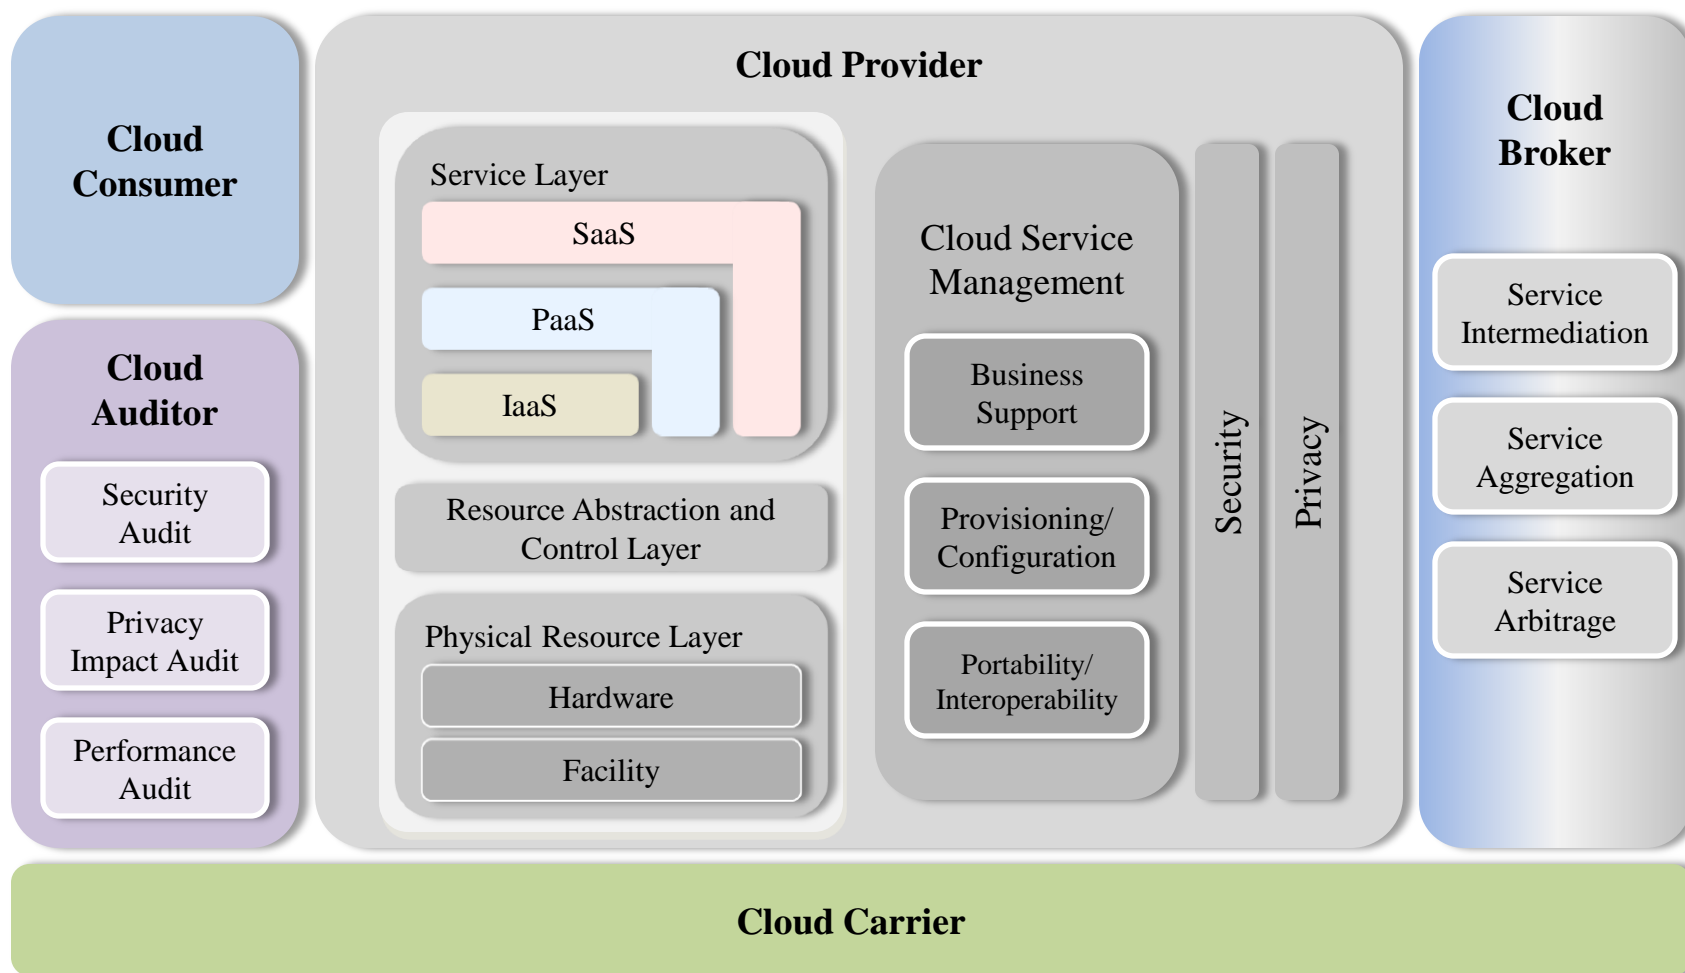 Cloud
Consumer
Cloud
Auditor
Security
Audit
Privacy
Impact Audit
Performance
Audit
Cloud Provider
Service Layer
SaaS
PaaS
IaaS
Resource Abstraction and
Control Layer
Physical Resource Layer
Hardware
Facility
Cloud Service
Management
Business
Support
Provisioning/
Configuration
Portability/
Interoperability
Security
Privacy
Cloud
Broker
Service
Intermediation
Service
Aggregation
Service
Arbitrage
Cloud Carrier